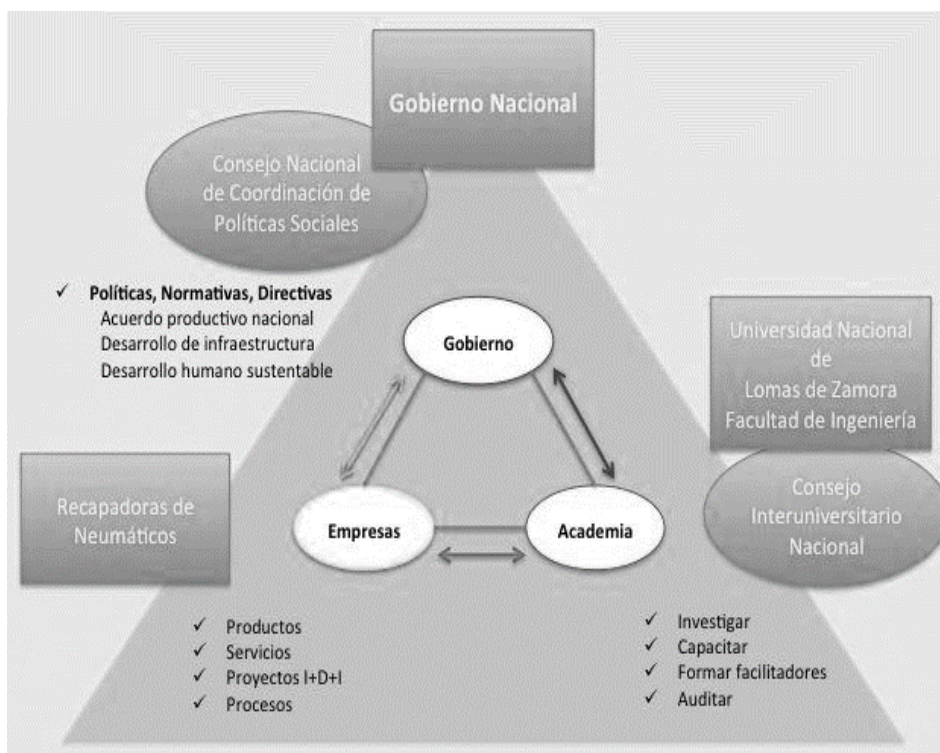 Gobierno Nacional
Consejo Nacional
de Coordinación de
Políticas Sociales
✓ Políticas, Normativas, Directivas
Acuerdo productivo nacional
Desarrollo de infraestructura
Desarrollo humano sustentable
Gobierno
Universidad Nacional
de
Lomas de Zamora
Facultad de Ingeniería
Recapadoras de
Neumáticos
Empresas
Academia
Consejo
Interuniversitario
Nacional
✓ Productos
✓ Servicios
✓ Proyectos I+D+I
✓ Procesos
✓ Investigar
✓ Capacitar
✓ Formar facilitadores
✓ Auditar